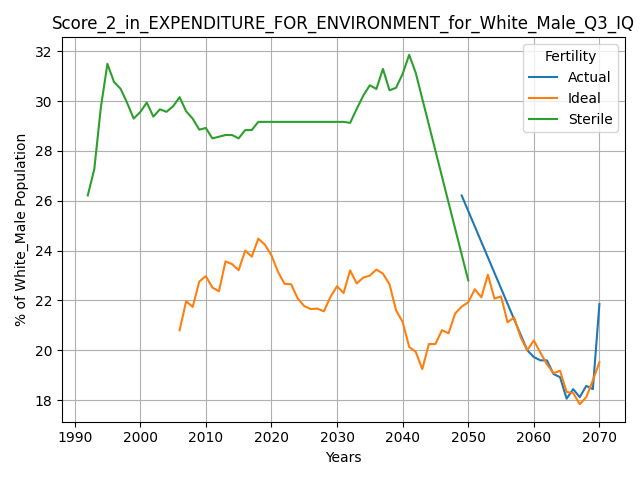 Score_2_in_EXPENDITURE_FOR_ENVIRONMENT_for_White_Male_Q3_IQ
Fertility
Actual
Ideal
Sterile
% of White_Male Population
32
30
28
26
24
22
20
18
1990 2000 2010 2020 2030 2040 2050 2060 2070
Years